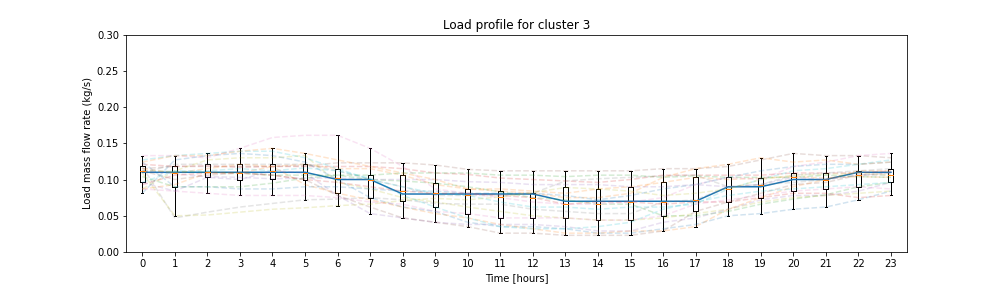 Load profile for cluster 3
0.30
0.25
0.20
0.15
0.10
0.05
0.00
Load mass flow rate (kg/s)
0 1 2 3 4 5 6 7 8 9 10 11 12 13 14 15 16 17 18 19 20 21 22 23
Time [hours]